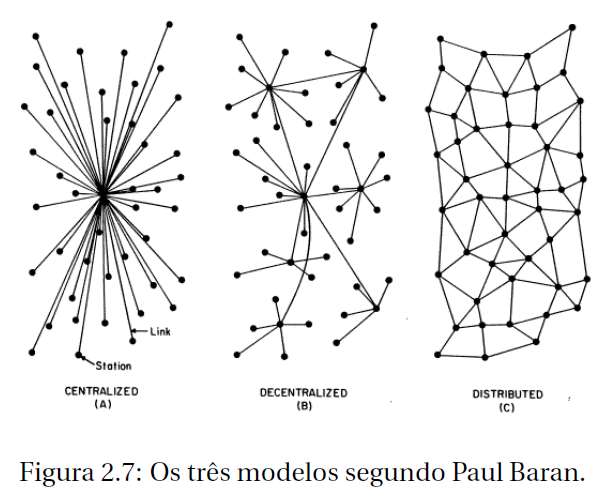 Link
Station
CENTRALIZED
(A)
DECENTRALIZED
(B)
DISTRIBUTED
(C)
Figura 2.7: Os três modelos segundo Paul Baran.